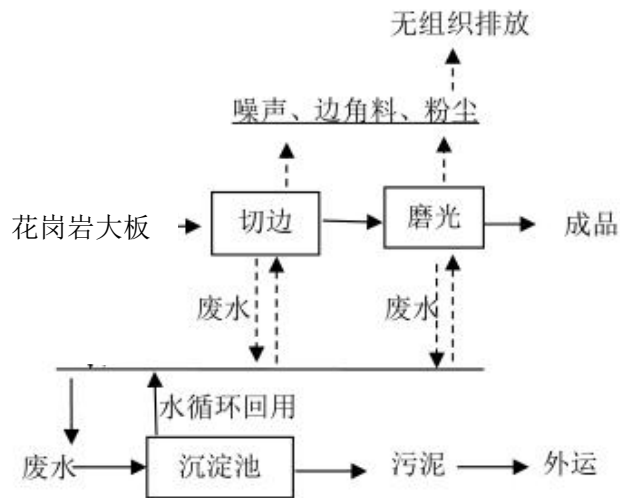 无组织排放
噪声、边角料、粉尘
花岗岩大板
切边
磨光
成品
废水
废水
水循环回用
废水
沉淀池
污泥
外运